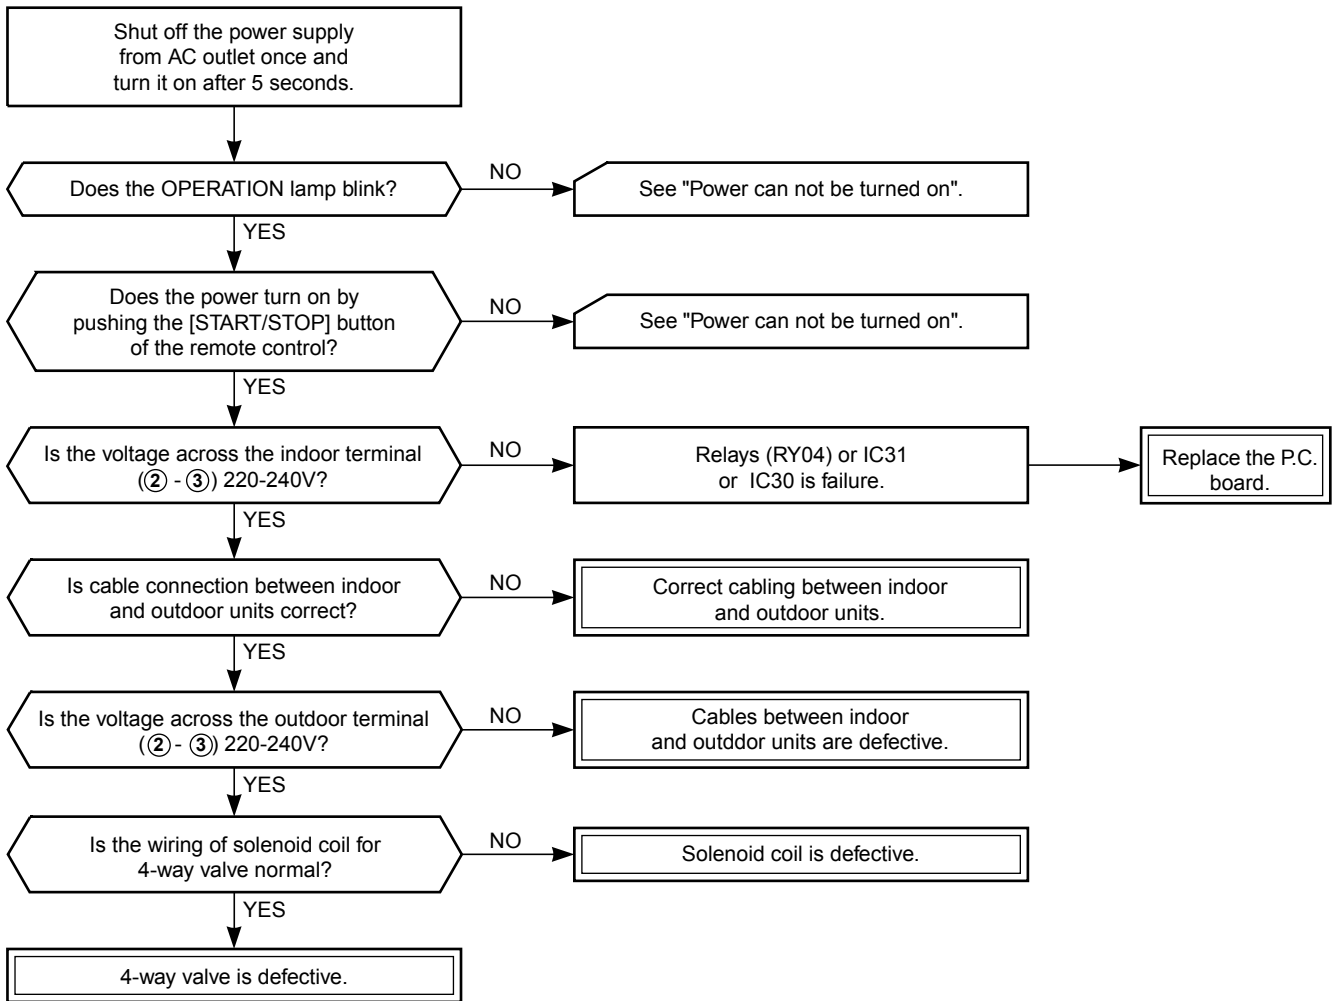 Shut off the power supply
from AC outlet once and
turn it on after 5 seconds.
Does the OPERATION lamp blink?
NO
See "Power can not be turned on".
YES
Does the power turn on by
pushing the [START/STOP] button
of the remote control?
NO
See "Power can not be turned on".
YES
Is the voltage across the indoor terminal
(② - ③) 220-240V?
NO
Relays (RY04) or IC31
or IC30 is failure.
Replace the P.C.
board.
YES
Is cable connection between indoor
and outdoor units correct?
NO
Correct cabling between indoor
and outdoor units.
YES
Is the voltage across the outdoor terminal
(② - ③) 220-240V?
NO
Cables between indoor
and outddor units are defective.
YES
Is the wiring of solenoid coil for
4-way valve normal?
NO
Solenoid coil is defective.
YES
4-way valve is defective.